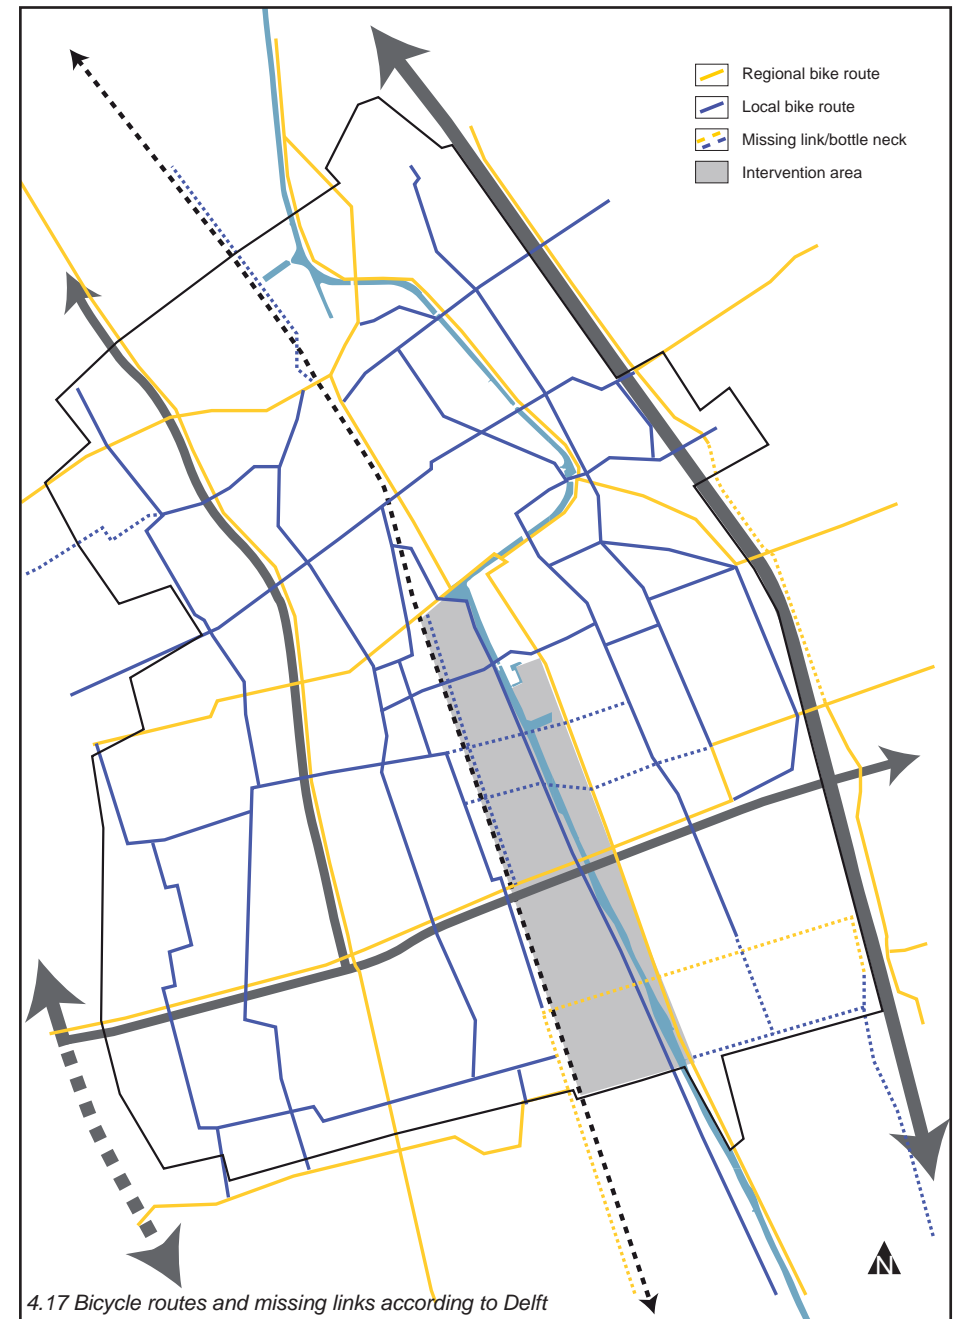 Regional bike route
Local bike route
Missing link/bottle neck
Intervention area
N
4.17 Bicycle routes and missing links according to Delft